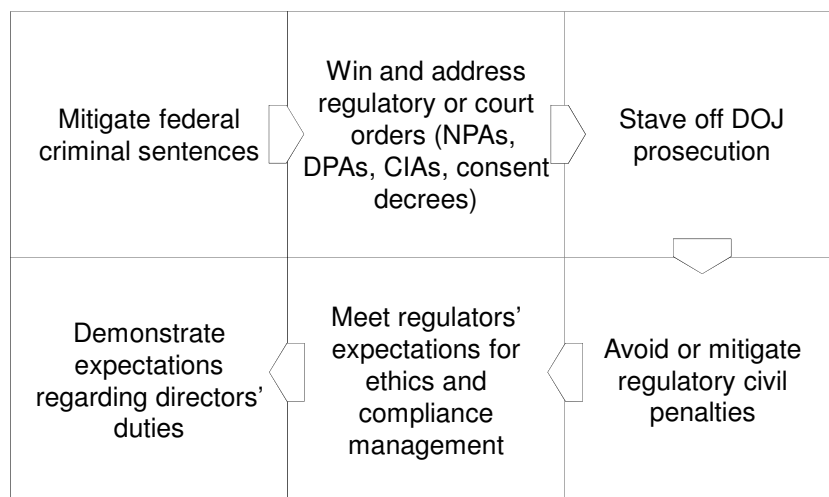 Mitigate federal
criminal sentences
Win and address
regulatory or court
orders (NPAs,
DPAs, CIAs, consent
decrees)
Stave off DOJ
prosecution
Demonstrate
expectations
regarding directors’
duties
Meet regulators’
expectations for
ethics and
compliance
management
Avoid or mitigate
regulatory civil
penalties